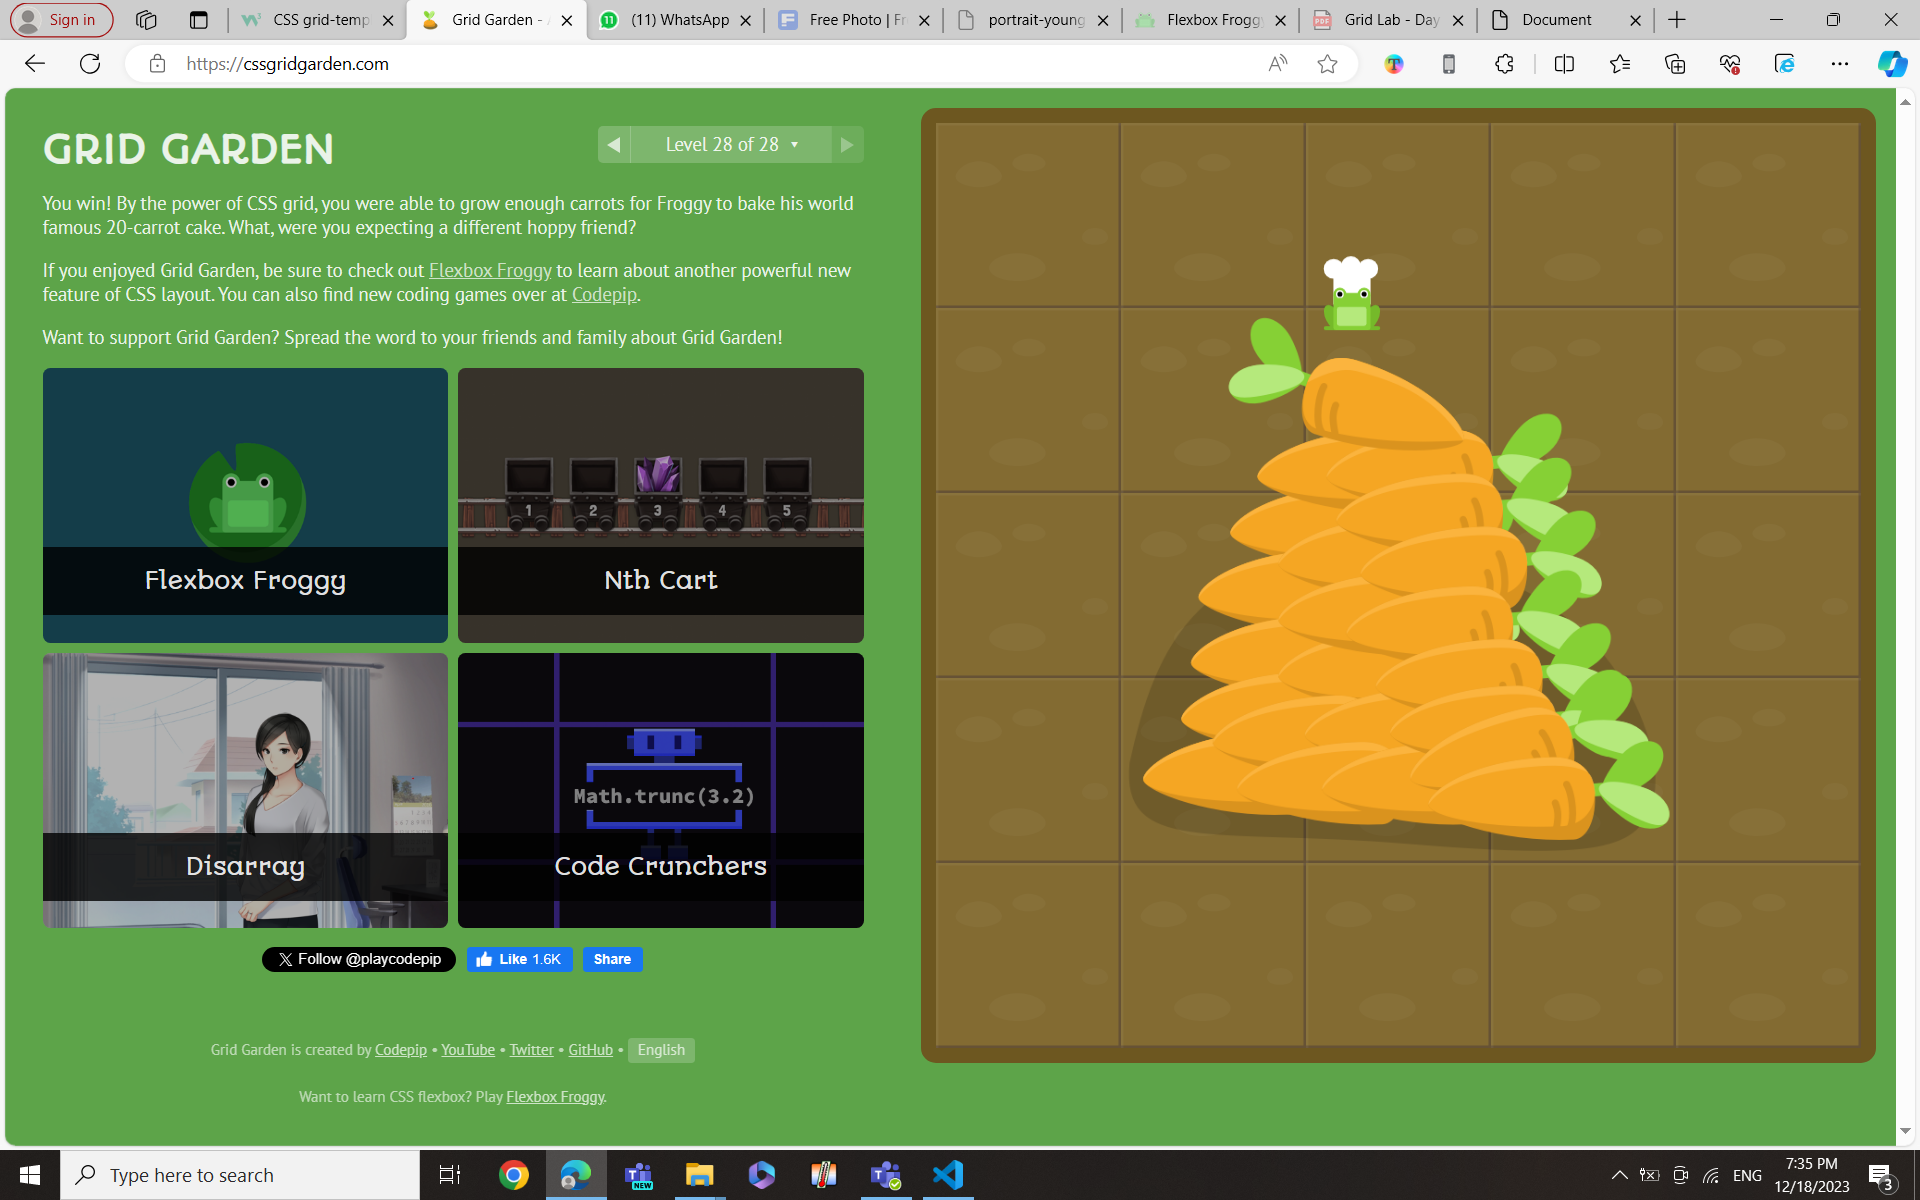 Sign in
CSS grid-temp
Grid Garden - A
(11) WhatsApp
Free Photo | Fr
portrait-young
Flexbox Frogg
Grid Lab - Day
Document
https://cssgridgarden.com
GRID GARDEN
Level 28 of 28
You win! By the power of CSS grid, you were able to grow enough carrots for Froggy to bake his world
famous 20-carrot cake. What, were you expecting a different hoppy friend?
If you enjoyed Grid Garden, be sure to check out Flexbox Froggy to learn about another powerful new
feature of CSS layout. You can also find new coding games over at Codepip.
Want to support Grid Garden? Spread the word to your friends and family about Grid Garden!
1 2 3 4 5
Flexbox Froggy
Nth Cart
Math.trunc(3.2)
Disarray
Code Crunchers
Follow @playcodepip
Like 1.6K
Share
Grid Garden is created by Codepip • YouTube • Twitter • GitHub • English
Want to learn CSS flexbox? Play Flexbox Froggy.
Type here to search
NEW
ENG
7:35 PM
12/18/2023
3